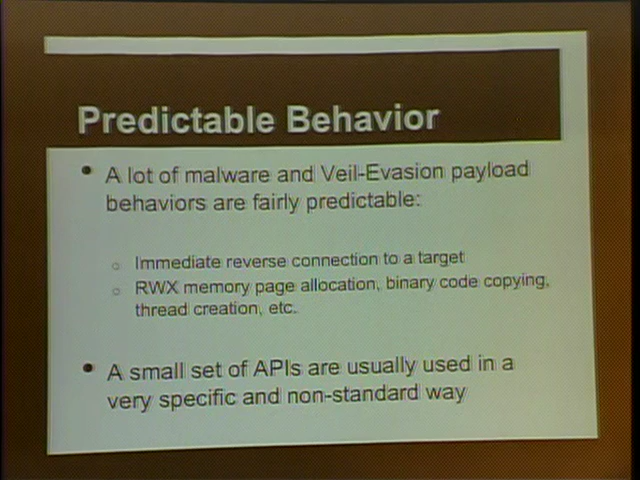 Predictable Behavior
• A lot of malware and Veil-Evasion payload
behaviors are fairly predictable:
○ Immediate reverse connection to a target
○ RWX memory page allocation, binary code copying,
thread creation, etc.
• A small set of APIs are usually used in a
very specific and non-standard way